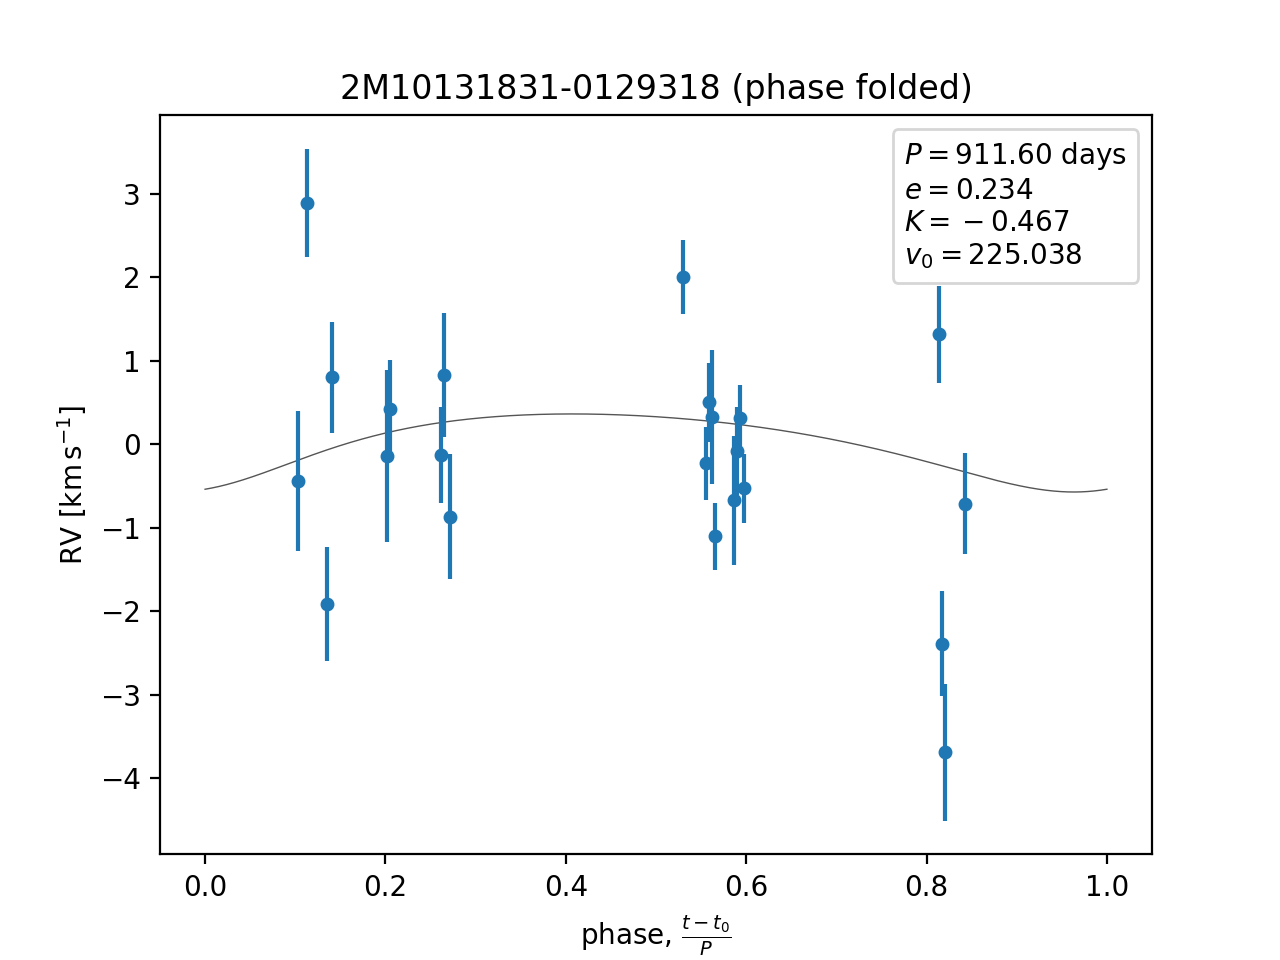 2M10131831-0129318 (phase folded)
P = 911.60 days
e = 0.234
K = −0.467
v₀ = 225.038
RV [km s⁻¹]
3
2
1
0
−1
−2
−3
−4
0.0 0.2 0.4 0.6 0.8 1.0
phase, (t − t₀)/P